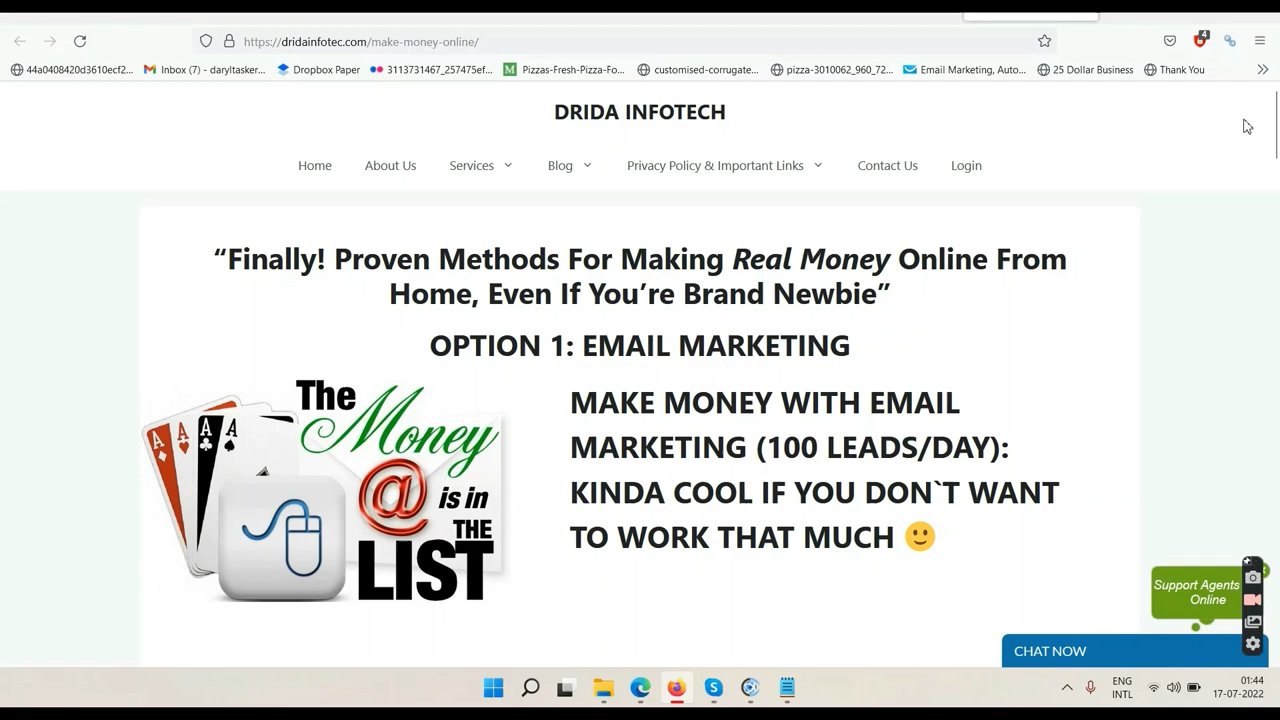 https://dridainfotec.com/make-money-online/
4
44a0408420d3610ecf2... Inbox (7) - daryltasker... Dropbox Paper 3113731467_257475ef... Pizzas-Fresh-Pizza-Fo... customised-corrugate... pizza-3010062_960_72... Email Marketing, Auto... 25 Dollar Business Thank You
DRIDA INFOTECH
Home About Us Services Blog Privacy Policy & Important Links Contact Us Login
“Finally! Proven Methods For Making Real Money Online From
Home, Even If You’re Brand Newbie”
OPTION 1: EMAIL MARKETING
A A A A
The
Money
@ is in
THE
LIST
MAKE MONEY WITH EMAIL
MARKETING (100 LEADS/DAY):
KINDA COOL IF YOU DON`T WANT
TO WORK THAT MUCH 🙂
Support Agents
Online
CHAT NOW
ENG
INTL
01:44
17-07-2022